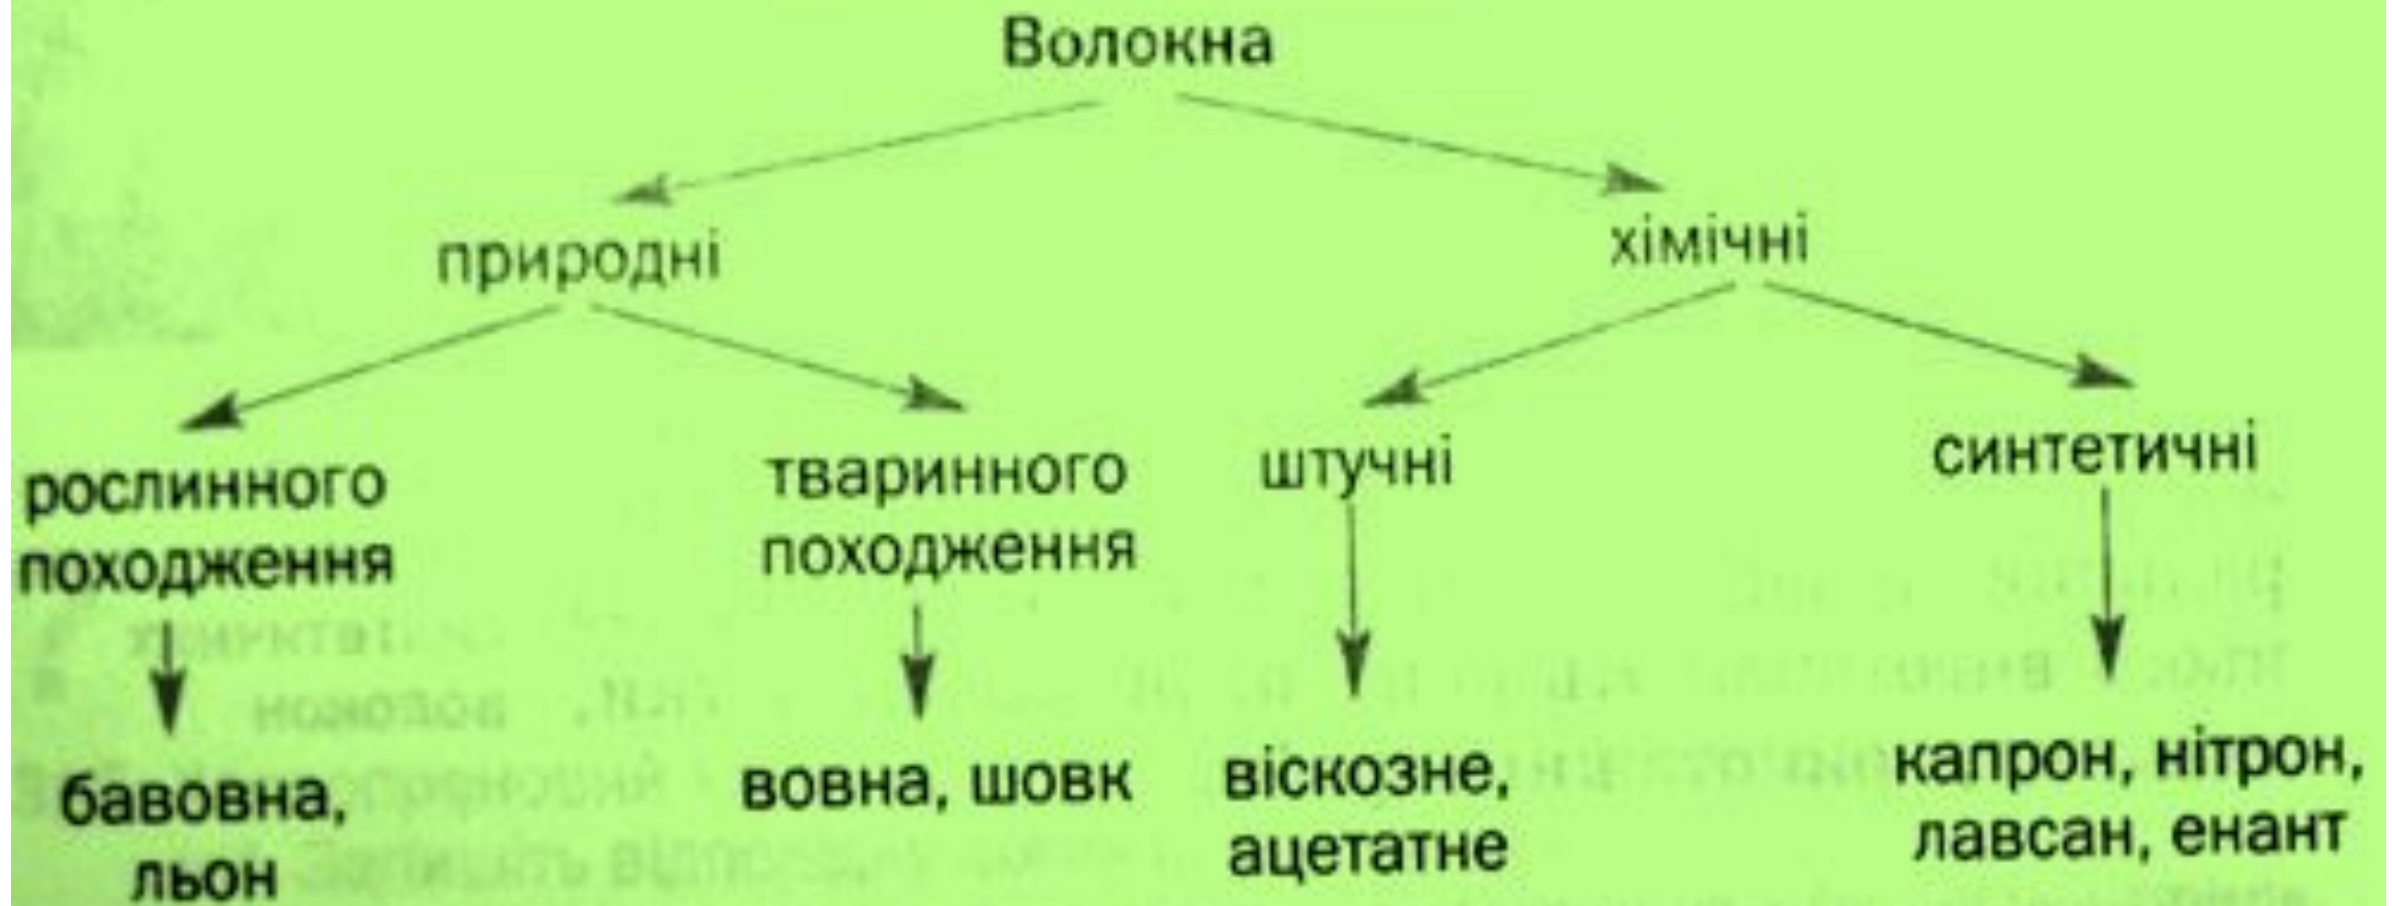 Волокна
природні
хімічні
рослинного
походження
тваринного
походження
штучні
синтетичні
бавовна,
льон
вовна, шовк
віскозне,
ацетатне
капрон, нітрон,
лавсан, енант